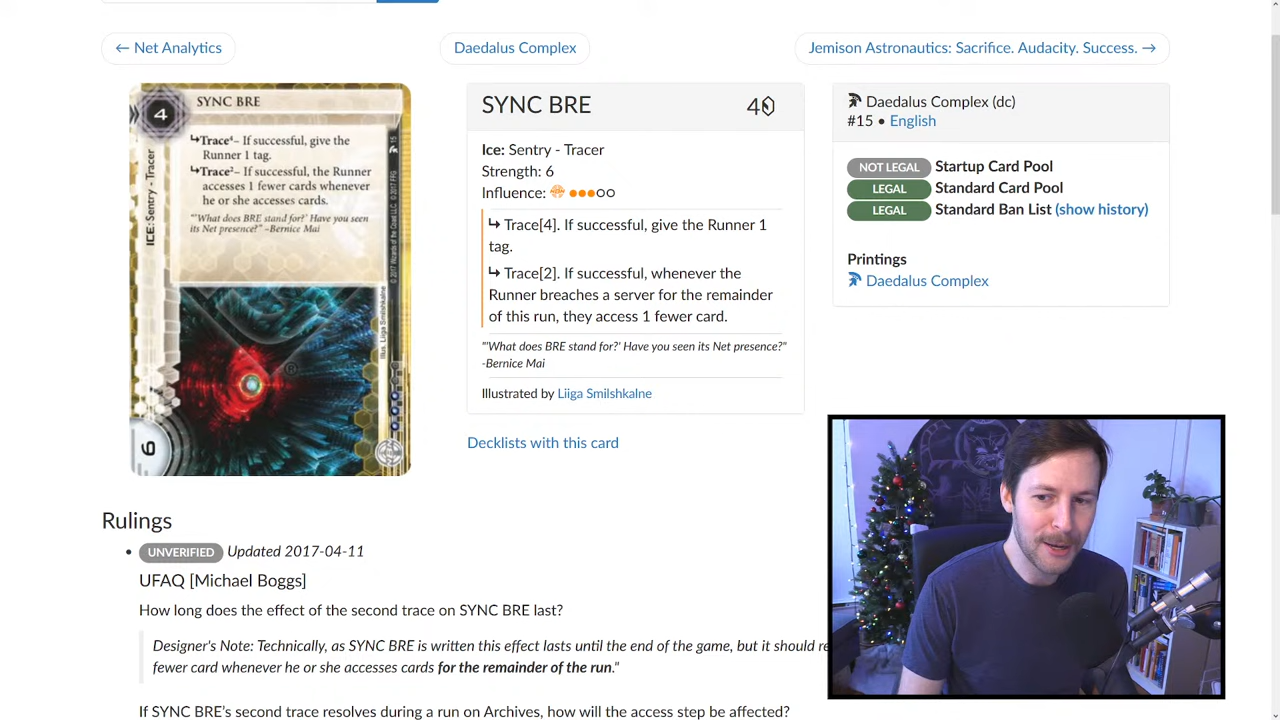 ← Net Analytics
Daedalus Complex
Jemison Astronautics: Sacrifice. Audacity. Success. →
4
SYNC BRE
Trace⁴– If successful, give the
Runner 1 tag.
Trace²– If successful, the Runner
accesses 1 fewer cards whenever
he or she accesses cards.
"'What does BRE stand for?' Have you seen
its Net presence?" –Bernice Mai
ICE: Sentry - Tracer
15
Illus. Liiga Smilshkalne
6
SYNC BRE
4
Ice: Sentry - Tracer
Strength: 6
Influence:
↳ Trace[4]. If successful, give the Runner 1
tag.
↳ Trace[2]. If successful, whenever the
Runner breaches a server for the remainder
of this run, they access 1 fewer card.
"'What does BRE stand for?' Have you seen its Net presence?"
-Bernice Mai
Illustrated by Liiga Smilshkalne
Decklists with this card
Daedalus Complex (dc)
#15 • English
NOT LEGAL Startup Card Pool
LEGAL Standard Card Pool
LEGAL Standard Ban List (show history)
Printings
Daedalus Complex
Rulings
• UNVERIFIED Updated 2017-04-11
UFAQ [Michael Boggs]
How long does the effect of the second trace on SYNC BRE last?
Designer's Note: Technically, as SYNC BRE is written this effect lasts until the end of the game, but it should re
fewer card whenever he or she accesses cards for the remainder of the run."
If SYNC BRE's second trace resolves during a run on Archives, how will the access step be affected?